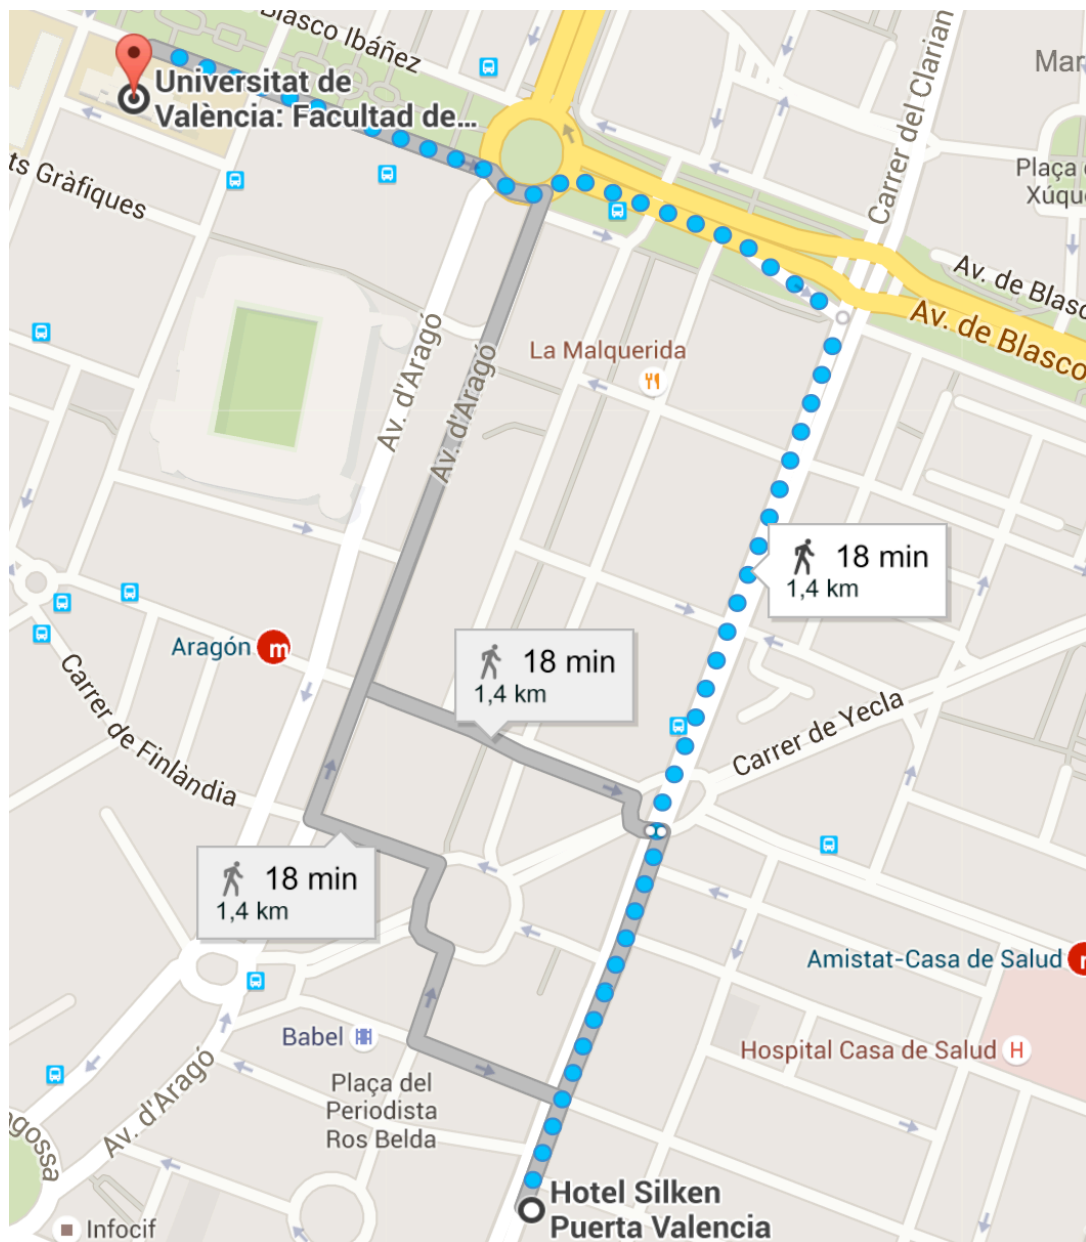 Blasco Ibáñez
Carrer del Clarian
Mar
Universitat de
València: Facultad de...
Plaça
Xúque
ts Gràfiques
Av. de Blasc
Av. de Blasco
La Malquerida
Av. d'Aragó
Av. d'Aragó
18 min
1,4 km
Aragón
m
18 min
1,4 km
Carrer de Finlàndia
Carrer de Yecla
18 min
1,4 km
Amistat-Casa de Salud
Babel
Hospital Casa de Salud H
Plaça del
Periodista
Ros Belda
Av. d'Aragó
gossa
Hotel Silken
Puerta Valencia
Infocif